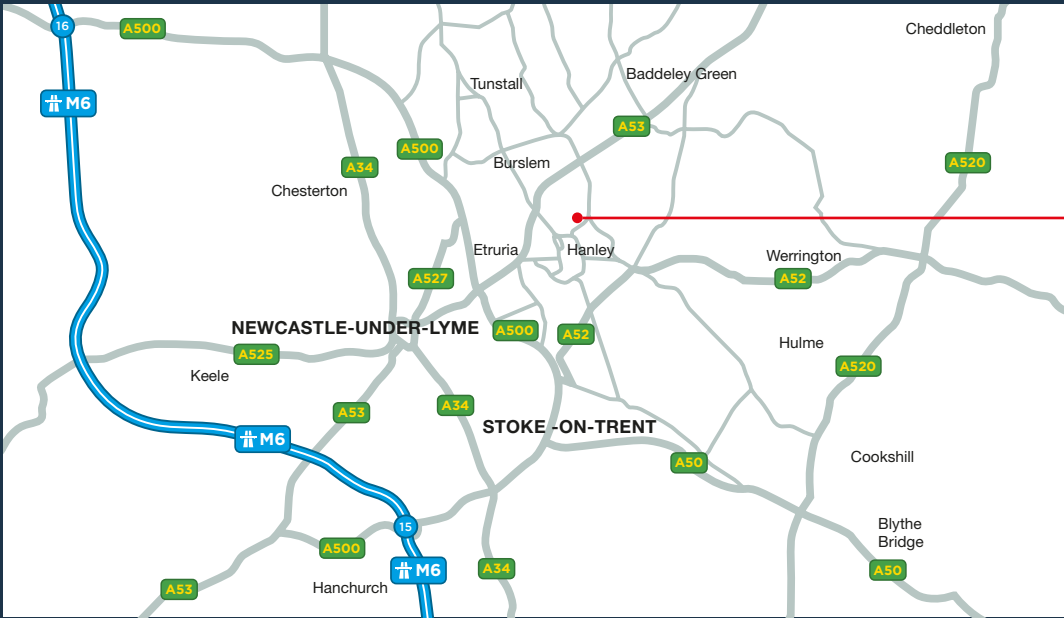 16
A500
Cheddleton
Tunstall
Baddeley Green
M6
A53
A500
A34
Burslem
A520
Chesterton
Etruria
Hanley
Werrington
A527
A52
NEWCASTLE-UNDER-LYME
A500
A52
Hulme
A525
A520
Keele
A53
A34
STOKE -ON-TRENT
M6
Cookshill
A50
15
Blythe
Bridge
A500
A34
M6
A50
Hanchurch
A53